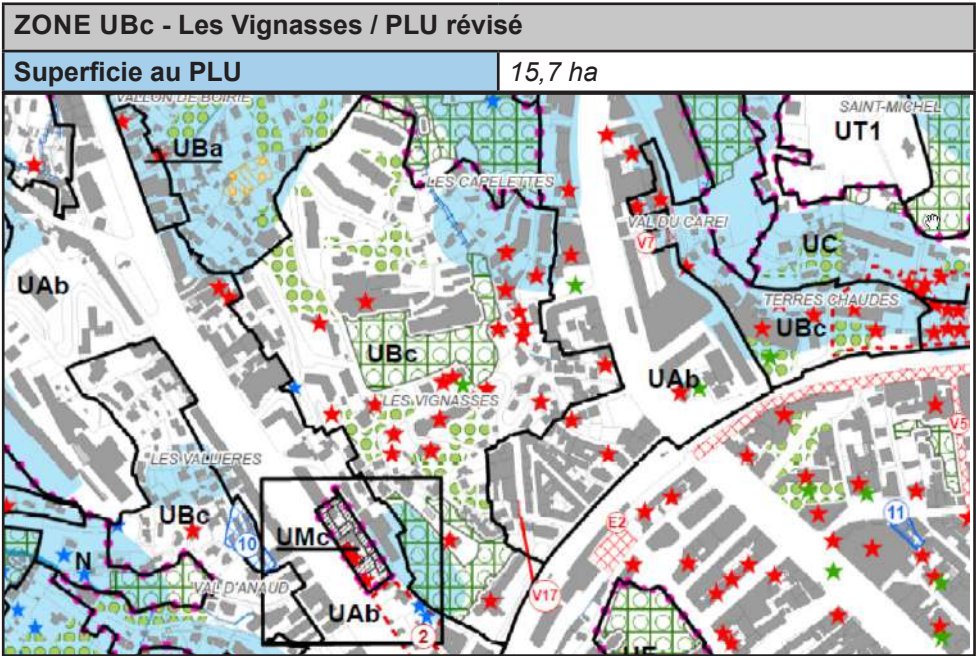 ZONE UBc - Les Vignasses / PLU révisé
Superficie au PLU 15,7 ha
VALLON DE BOIRIE
SAINT-MICHEL
UT1
UBa
LES CAPELETTES
VAL DU CAREI
V7
UC
UAb
TERRES CHAUDES
UBc
UBc
UAb
LES VIGNASSES
V5
LES VALLIERES
UBc
10
UMc
E2
11
N
VAL D'ANAUD
UAb
V17
2